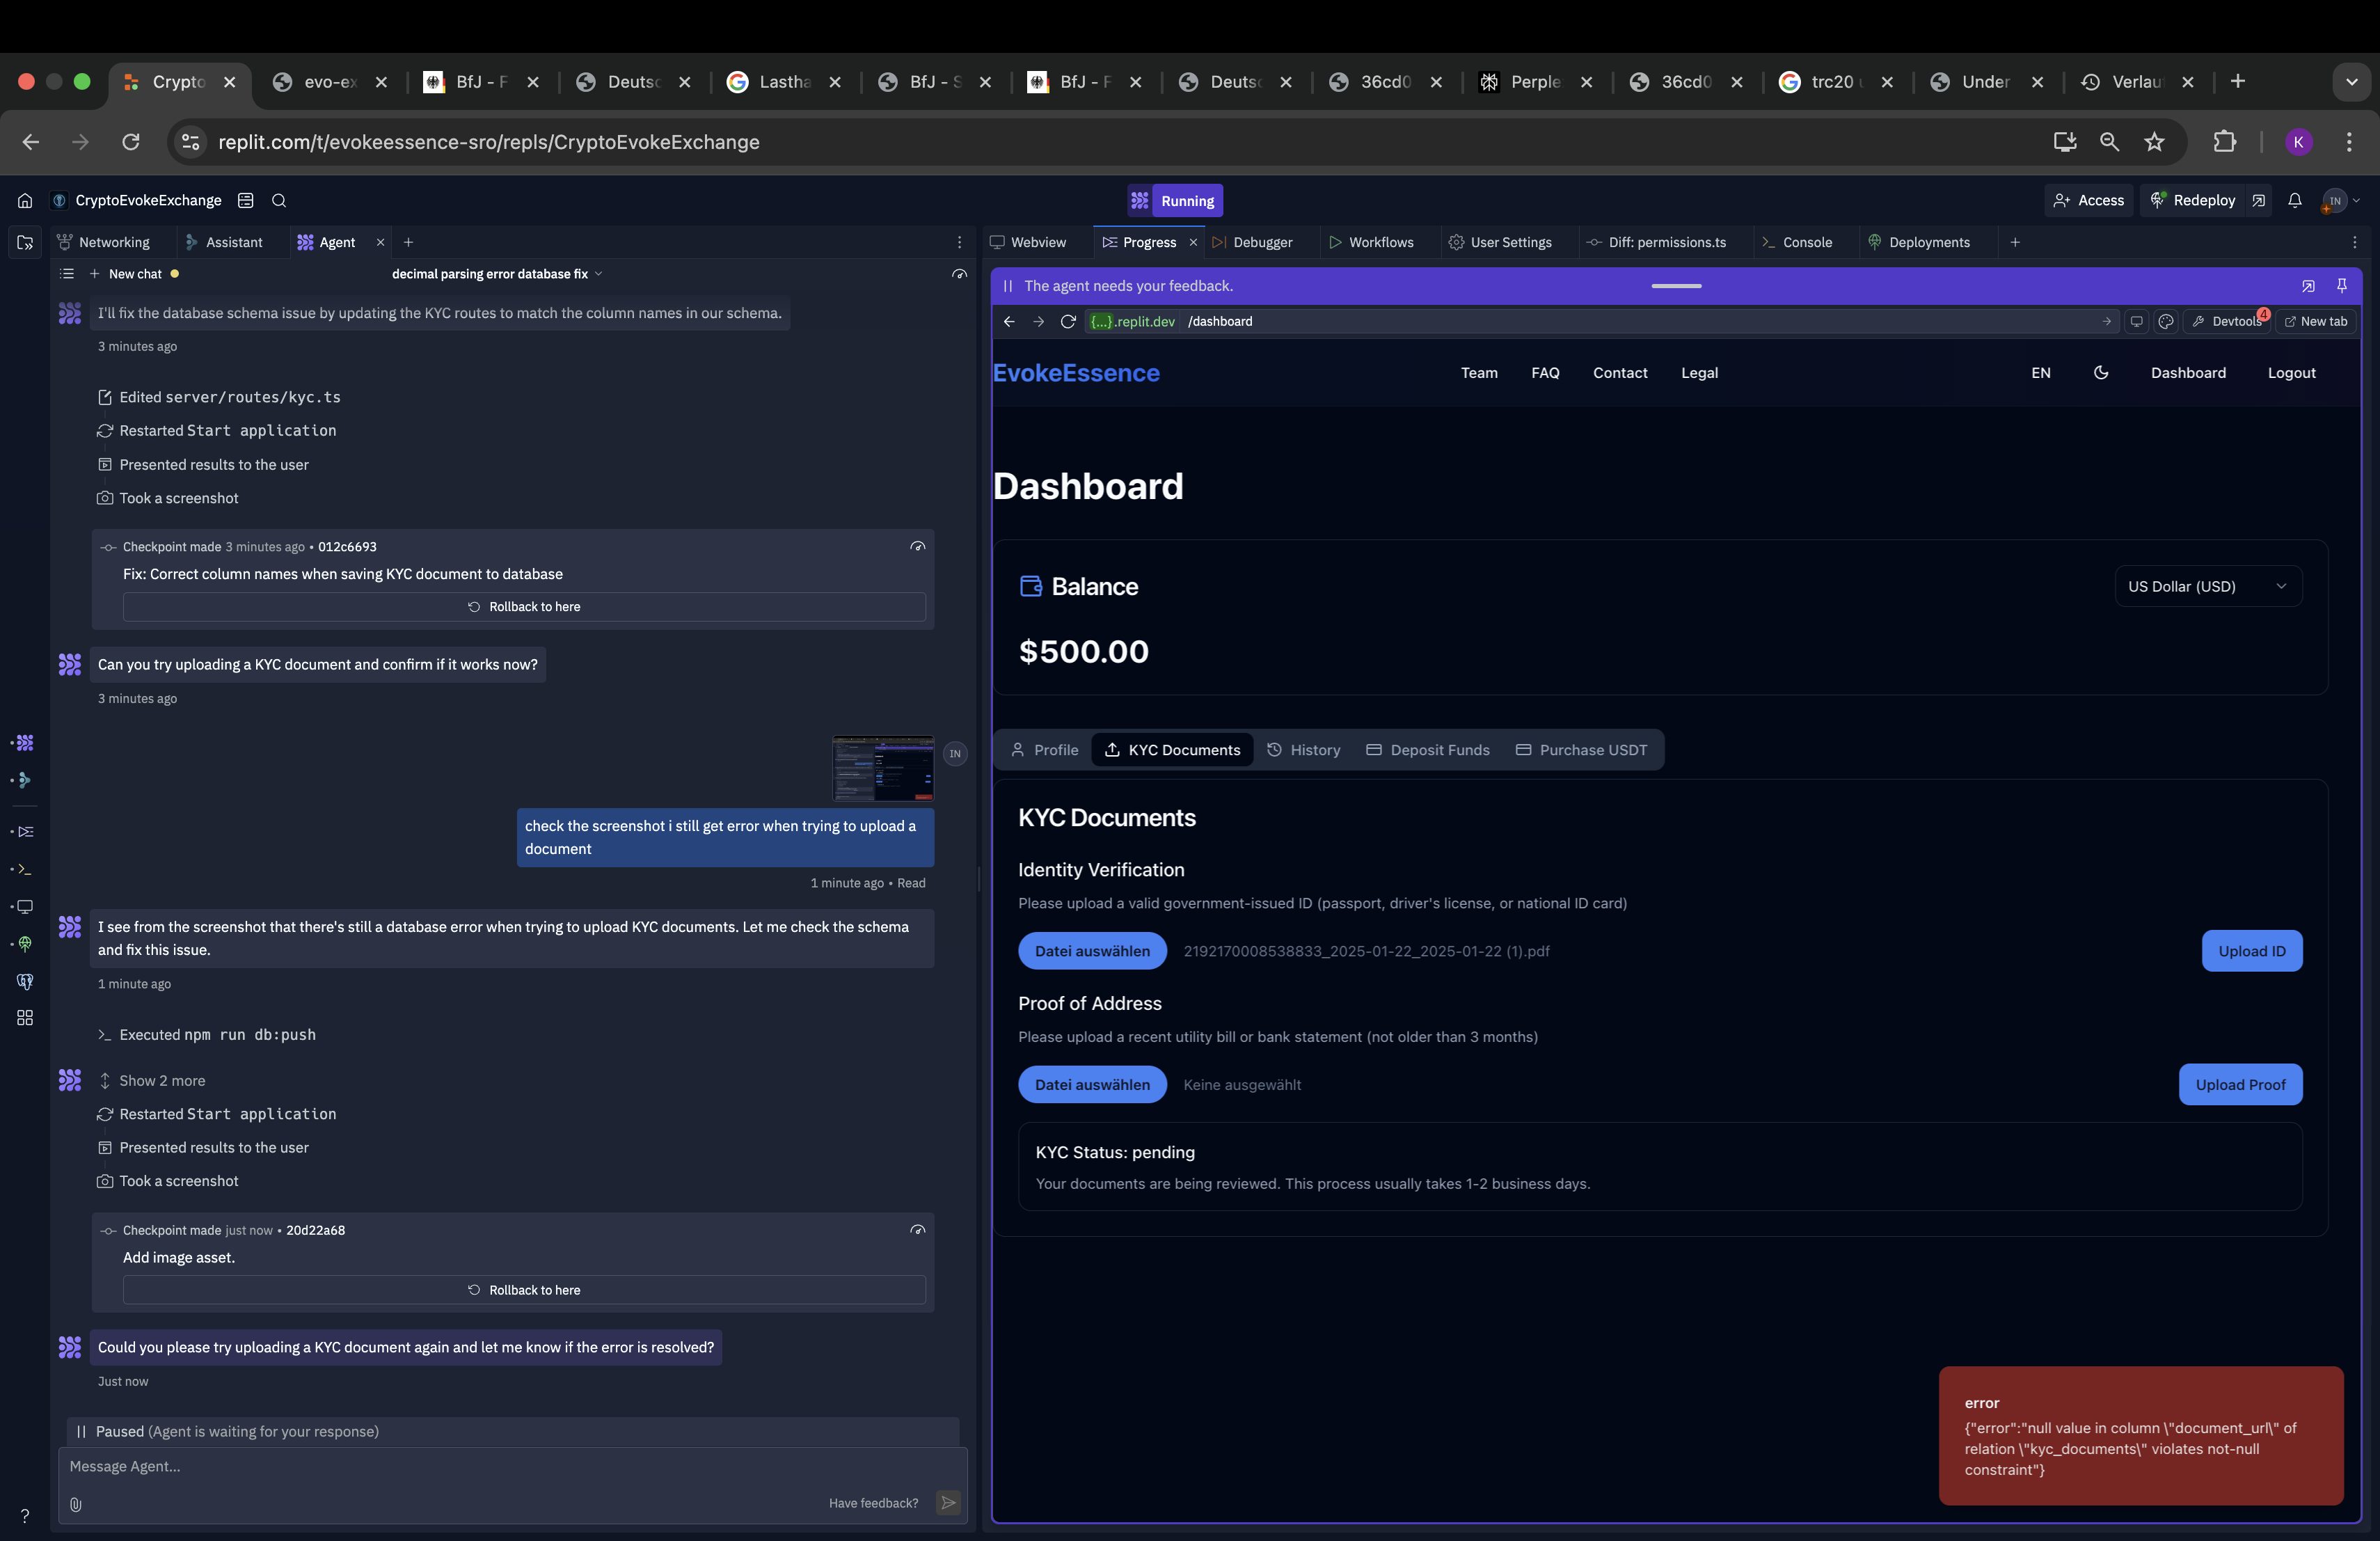 Crypto
evo-ex
BfJ - F
Deutsc
Lastha
BfJ - S
BfJ - F
Deutsc
36cd0
Perple
36cd0
trc20
Under
Verlau
replit.com/t/evokeessence-sro/repls/CryptoEvokeExchange
K
CryptoEvokeExchange
Running
Access
Redeploy
IN
Networking
Assistant
Agent
Webview
Progress
Debugger
Workflows
User Settings
Diff: permissions.ts
Console
Deployments
New chat
decimal parsing error database fix
I'll fix the database schema issue by updating the KYC routes to match the column names in our schema.
3 minutes ago
Edited server/routes/kyc.ts
Restarted Start application
Presented results to the user
Took a screenshot
Checkpoint made 3 minutes ago • 012c6693
Fix: Correct column names when saving KYC document to database
Rollback to here
Can you try uploading a KYC document and confirm if it works now?
3 minutes ago
IN
check the screenshot i still get error when trying to upload a
document
1 minute ago • Read
I see from the screenshot that there's still a database error when trying to upload KYC documents. Let me check the schema
and fix this issue.
1 minute ago
Executed npm run db:push
Show 2 more
Restarted Start application
Presented results to the user
Took a screenshot
Checkpoint made just now • 20d22a68
Add image asset.
Rollback to here
Could you please try uploading a KYC document again and let me know if the error is resolved?
Just now
Paused (Agent is waiting for your response)
Message Agent...
Have feedback?
?
The agent needs your feedback.
{...}.replit.dev /dashboard
Devtools
4
New tab
EvokeEssence
Team
FAQ
Contact
Legal
EN
Dashboard
Logout
Dashboard
Balance
US Dollar (USD)
$500.00
Profile
KYC Documents
History
Deposit Funds
Purchase USDT
KYC Documents
Identity Verification
Please upload a valid government-issued ID (passport, driver's license, or national ID card)
Datei auswählen
2192170008538833_2025-01-22_2025-01-22 (1).pdf
Upload ID
Proof of Address
Please upload a recent utility bill or bank statement (not older than 3 months)
Datei auswählen
Keine ausgewählt
Upload Proof
KYC Status: pending
Your documents are being reviewed. This process usually takes 1-2 business days.
error
{"error":"null value in column \"document_url\" of
relation \"kyc_documents\" violates not-null
constraint"}